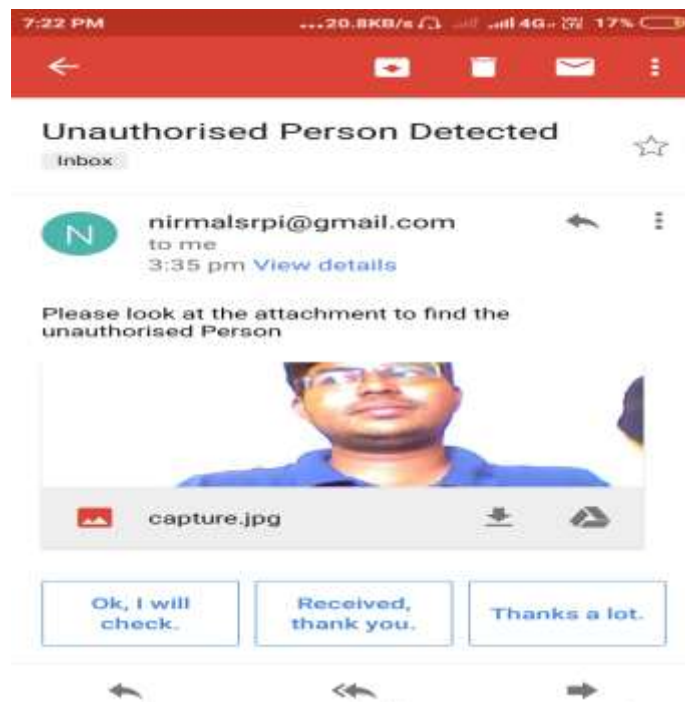 7:22 PM ...20.8KB/s 4G 17%
Unauthorised Person Detected
Inbox
N
nirmalsrpi@gmail.com
to me
3:35 pm View details
Please look at the attachment to find the
unauthorised Person
capture.jpg
Ok, I will
check.
Received,
thank you.
Thanks a lot.